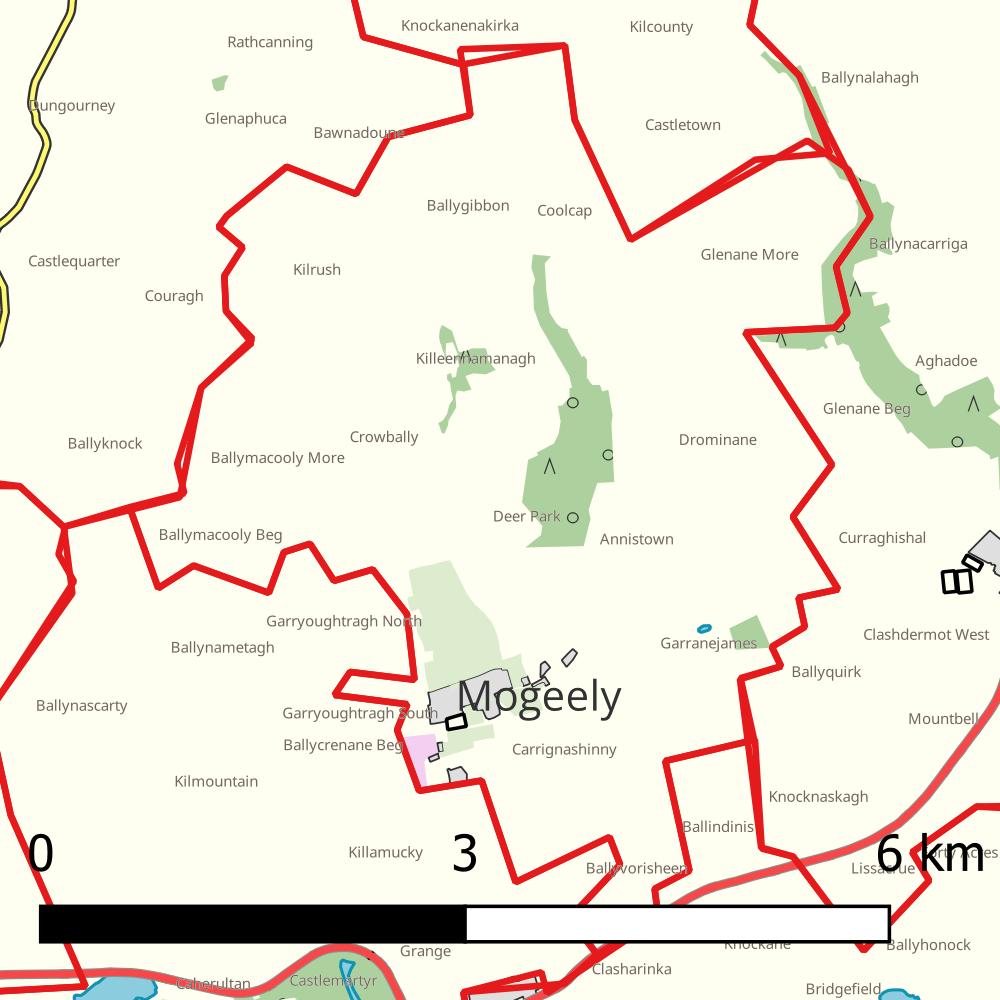 Knockanenakirka
Kilcounty
Rathcanning
Ballynalahagh
Dungourney
Glenaphuca
Bawnadoune
Castletown
Ballygibbon
Coolcap
Ballynacarriga
Glenane More
Castlequarter
Kilrush
Couragh
Killeenamanagh
Aghadoe
Glenane Beg
Crowbally
Drominane
Ballyknock
Ballymacooly More
Deer Park
Ballymacooly Beg
Annistown
Curraghishal
Garryoughtragh North
Clashdermot West
Garranejames
Ballynametagh
Ballyquirk
Mogeely
Ballynascarty
Garryoughtragh South
Mountbell
Ballycrenane Beg
Carrignashinny
Kilmountain
Knocknaskagh
Ballindinis
Killamucky
0 3 6 km
Forty Acres
Ballyvorisheen
Lissacrue
Knockane
Ballyhonock
Grange
Clasharinka
Caherultan
Castlemartyr
Bridgefield